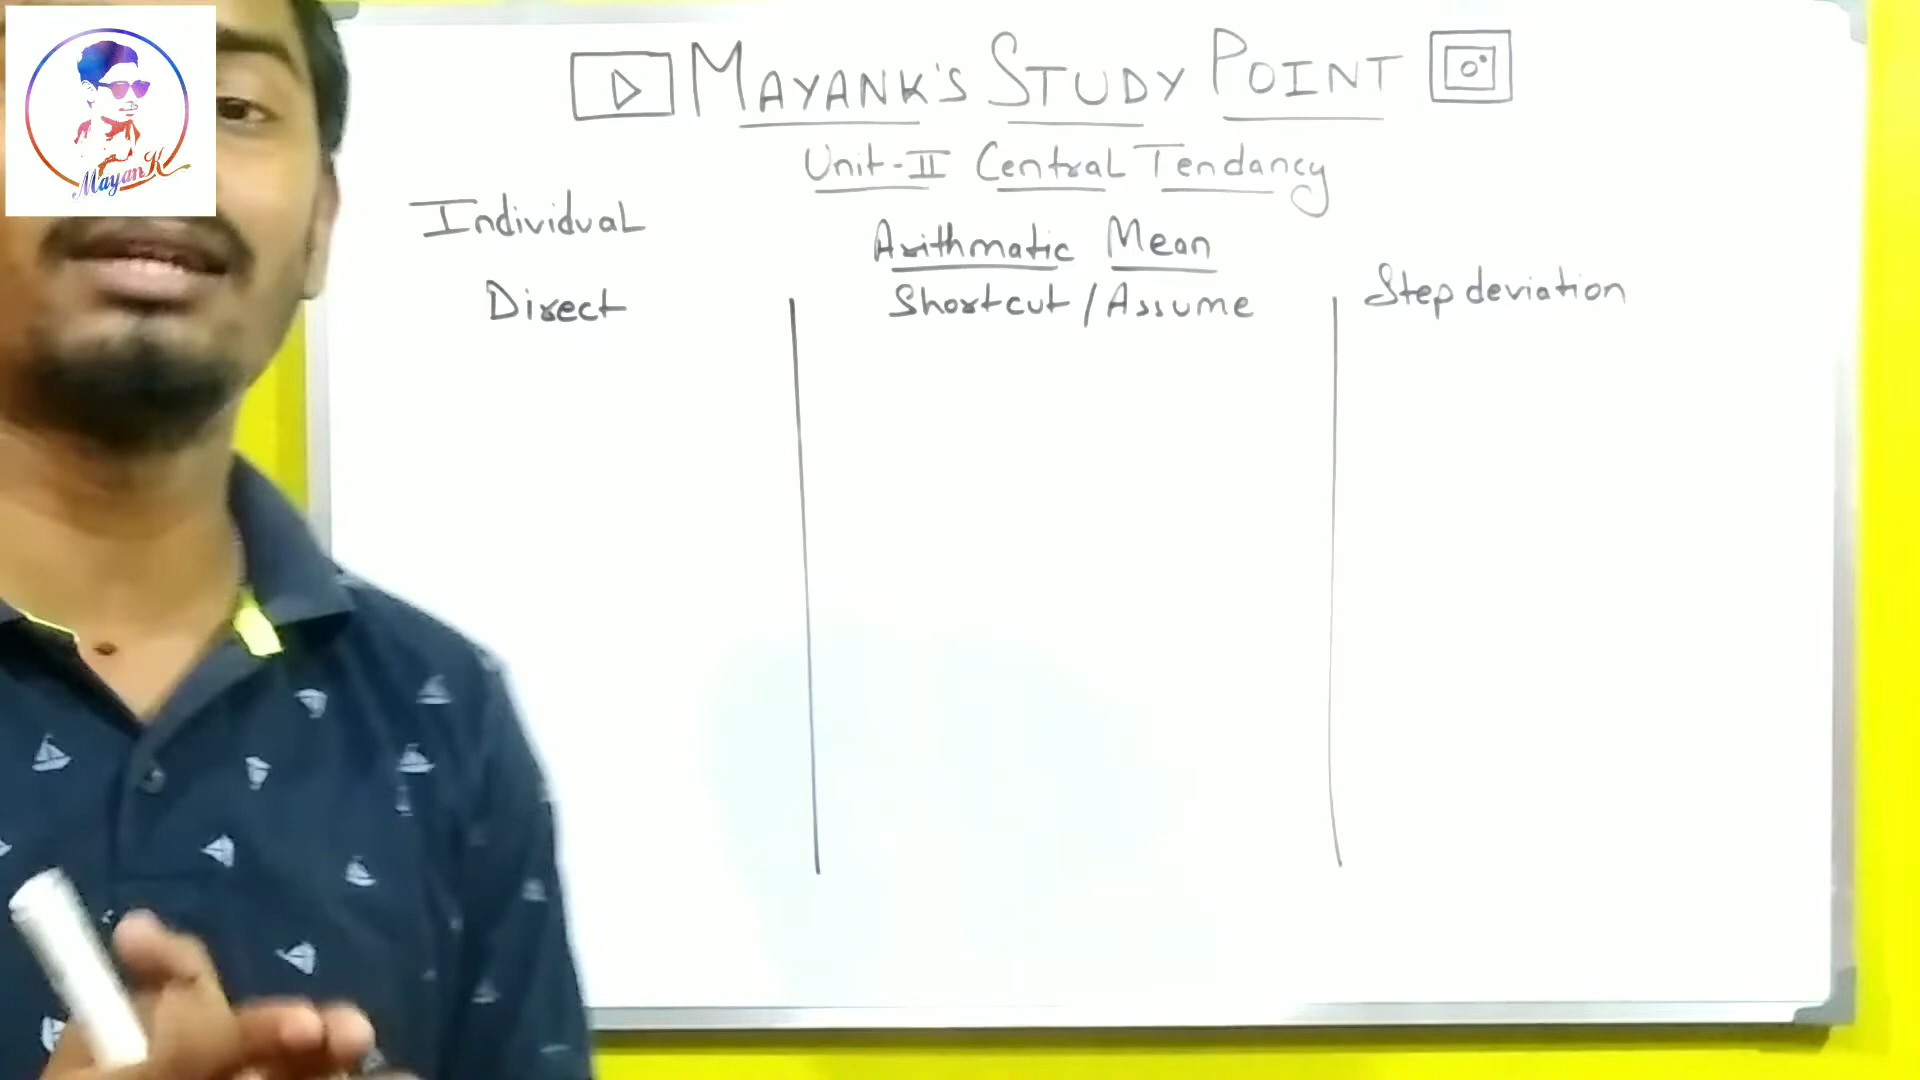 MAYANK'S STUDY POINT
Unit-II Central Tendancy
Individual
Arithmatic Mean
Direct
Shortcut / Assume
Step deviation
MayanK